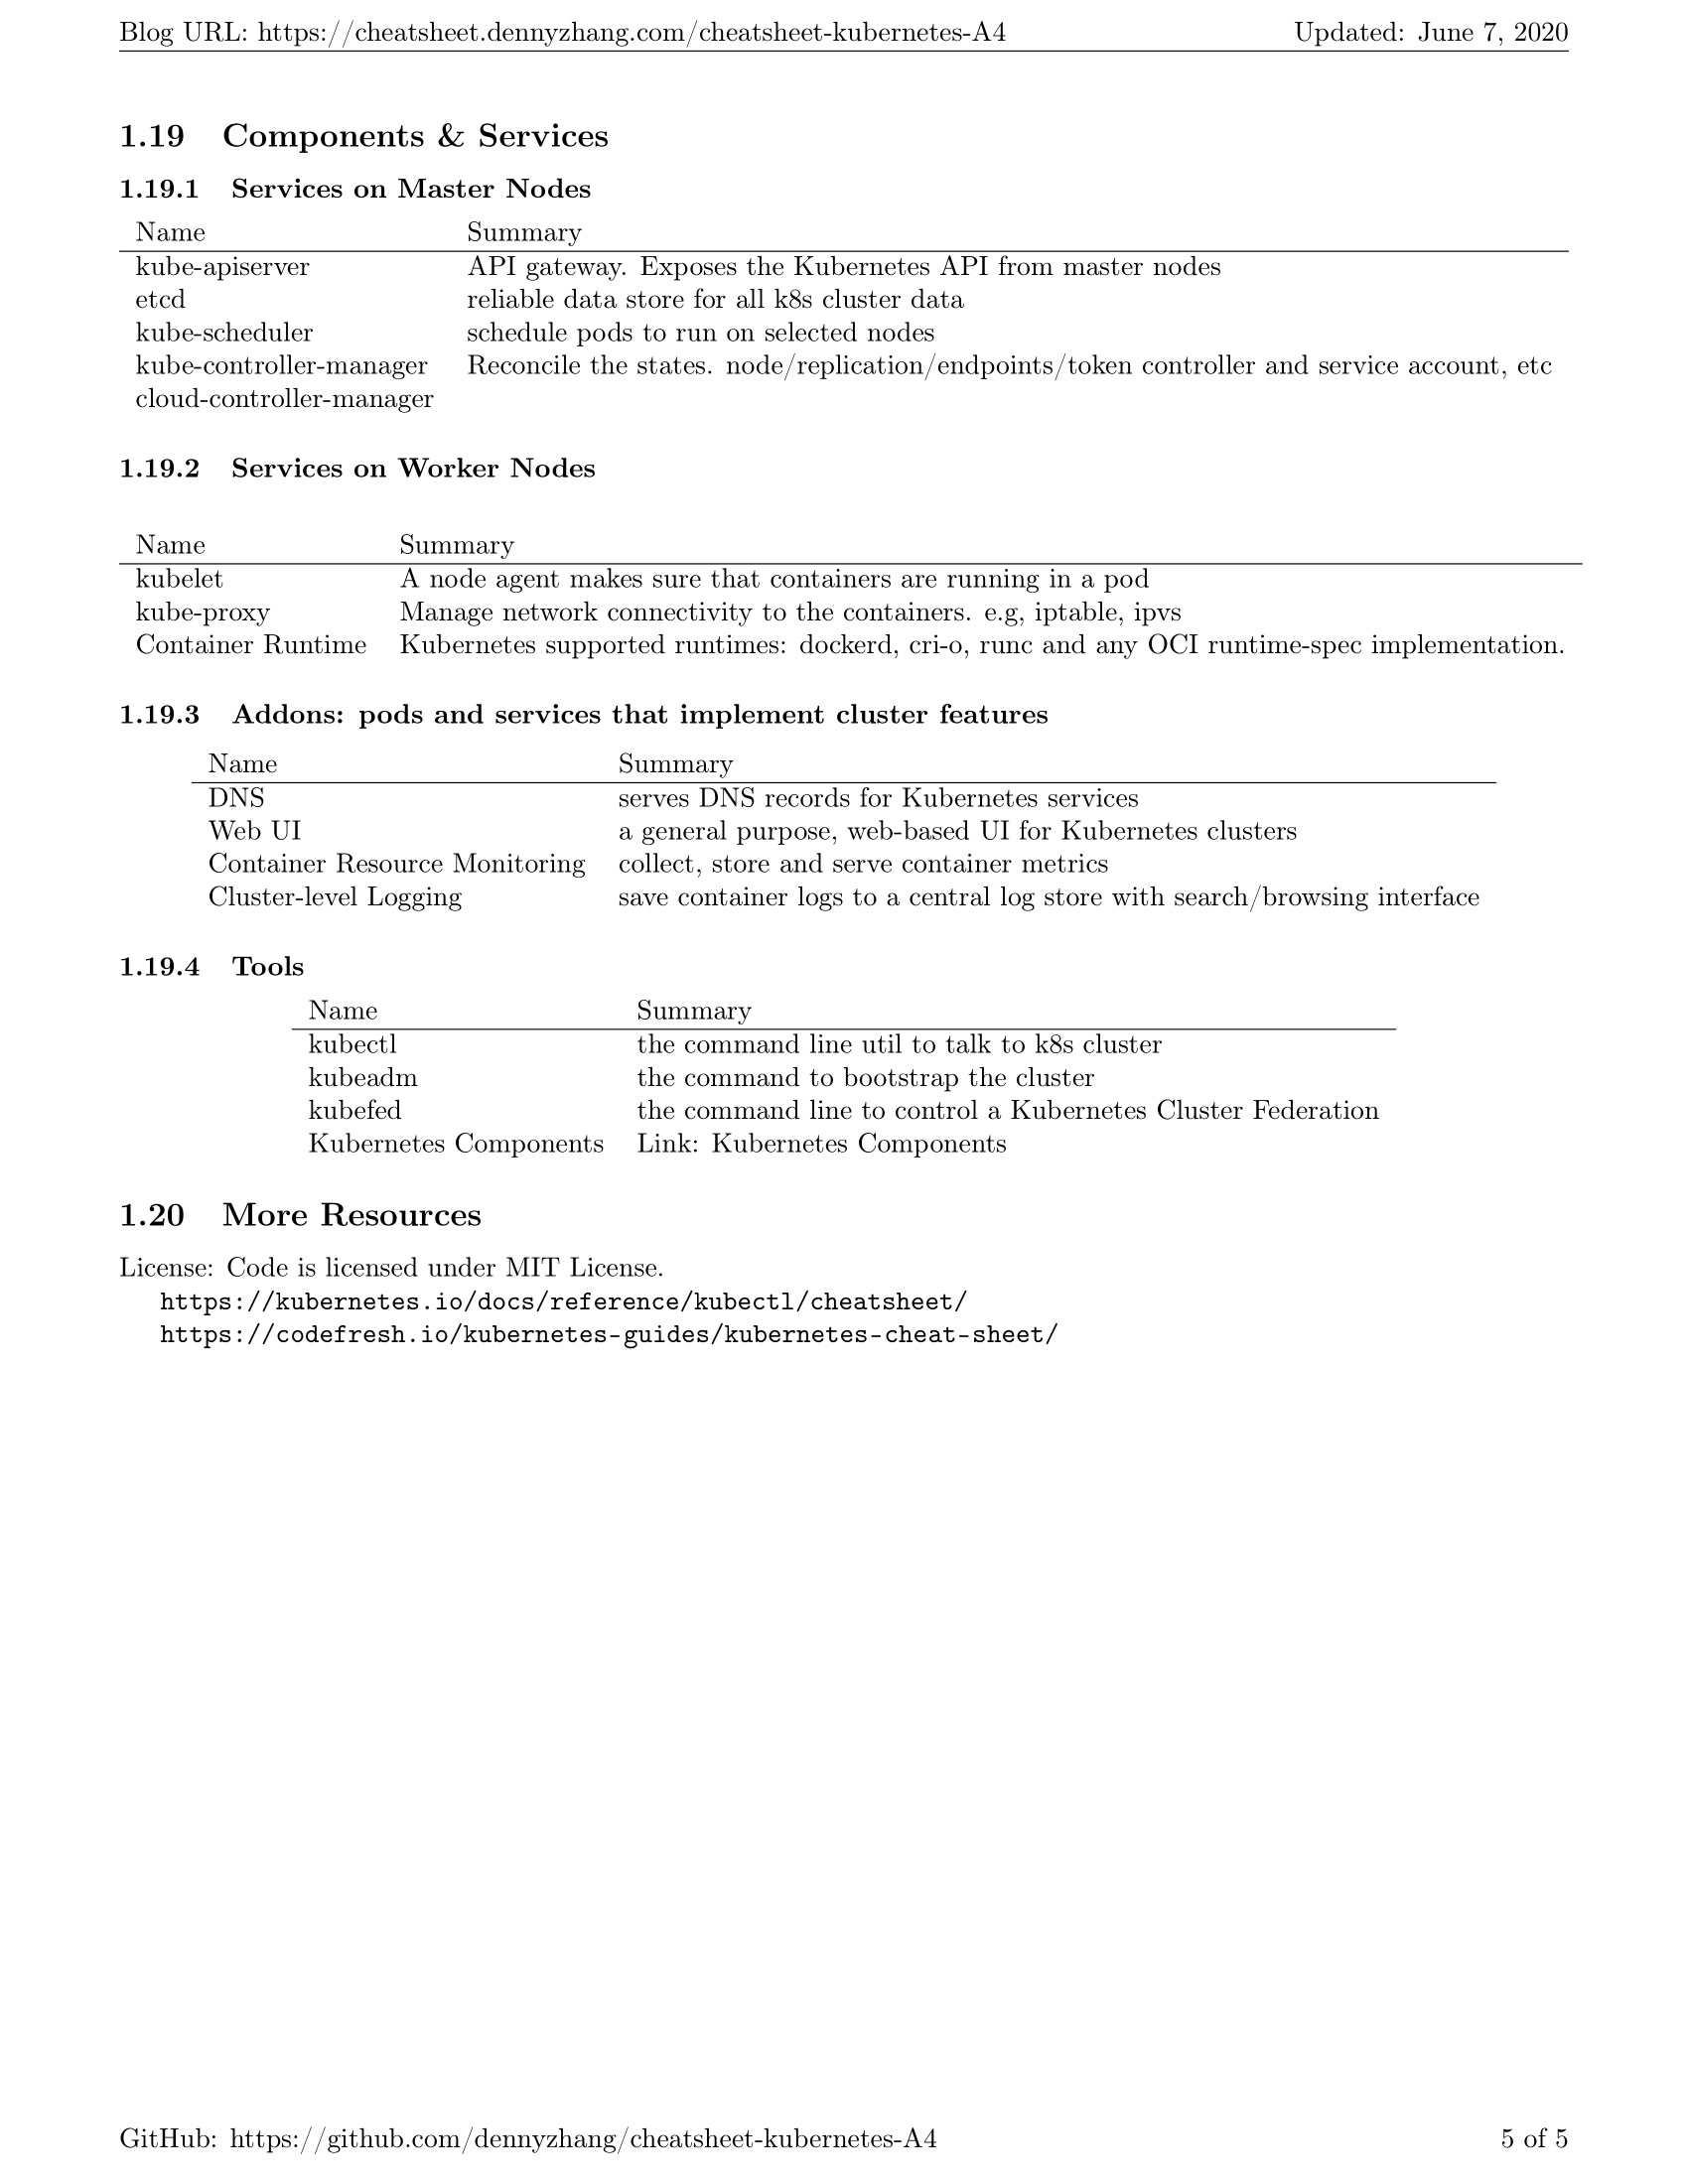 Blog URL: https://cheatsheet.dennyzhang.com/cheatsheet-kubernetes-A4 Updated: June 7, 2020
1.19 Components & Services
1.19.1 Services on Master Nodes
Name Summary
kube-apiserver API gateway. Exposes the Kubernetes API from master nodes
etcd reliable data store for all k8s cluster data
kube-scheduler schedule pods to run on selected nodes
kube-controller-manager Reconcile the states. node/replication/endpoints/token controller and service account, etc
cloud-controller-manager
1.19.2 Services on Worker Nodes
Name Summary
kubelet A node agent makes sure that containers are running in a pod
kube-proxy Manage network connectivity to the containers. e.g, iptable, ipvs
Container Runtime Kubernetes supported runtimes: dockerd, cri-o, runc and any OCI runtime-spec implementation.
1.19.3 Addons: pods and services that implement cluster features
Name Summary
DNS serves DNS records for Kubernetes services
Web UI a general purpose, web-based UI for Kubernetes clusters
Container Resource Monitoring collect, store and serve container metrics
Cluster-level Logging save container logs to a central log store with search/browsing interface
1.19.4 Tools
Name Summary
kubectl the command line util to talk to k8s cluster
kubeadm the command to bootstrap the cluster
kubefed the command line to control a Kubernetes Cluster Federation
Kubernetes Components Link: Kubernetes Components
1.20 More Resources
License: Code is licensed under MIT License.
https://kubernetes.io/docs/reference/kubectl/cheatsheet/
https://codefresh.io/kubernetes-guides/kubernetes-cheat-sheet/
GitHub: https://github.com/dennyzhang/cheatsheet-kubernetes-A4 5 of 5